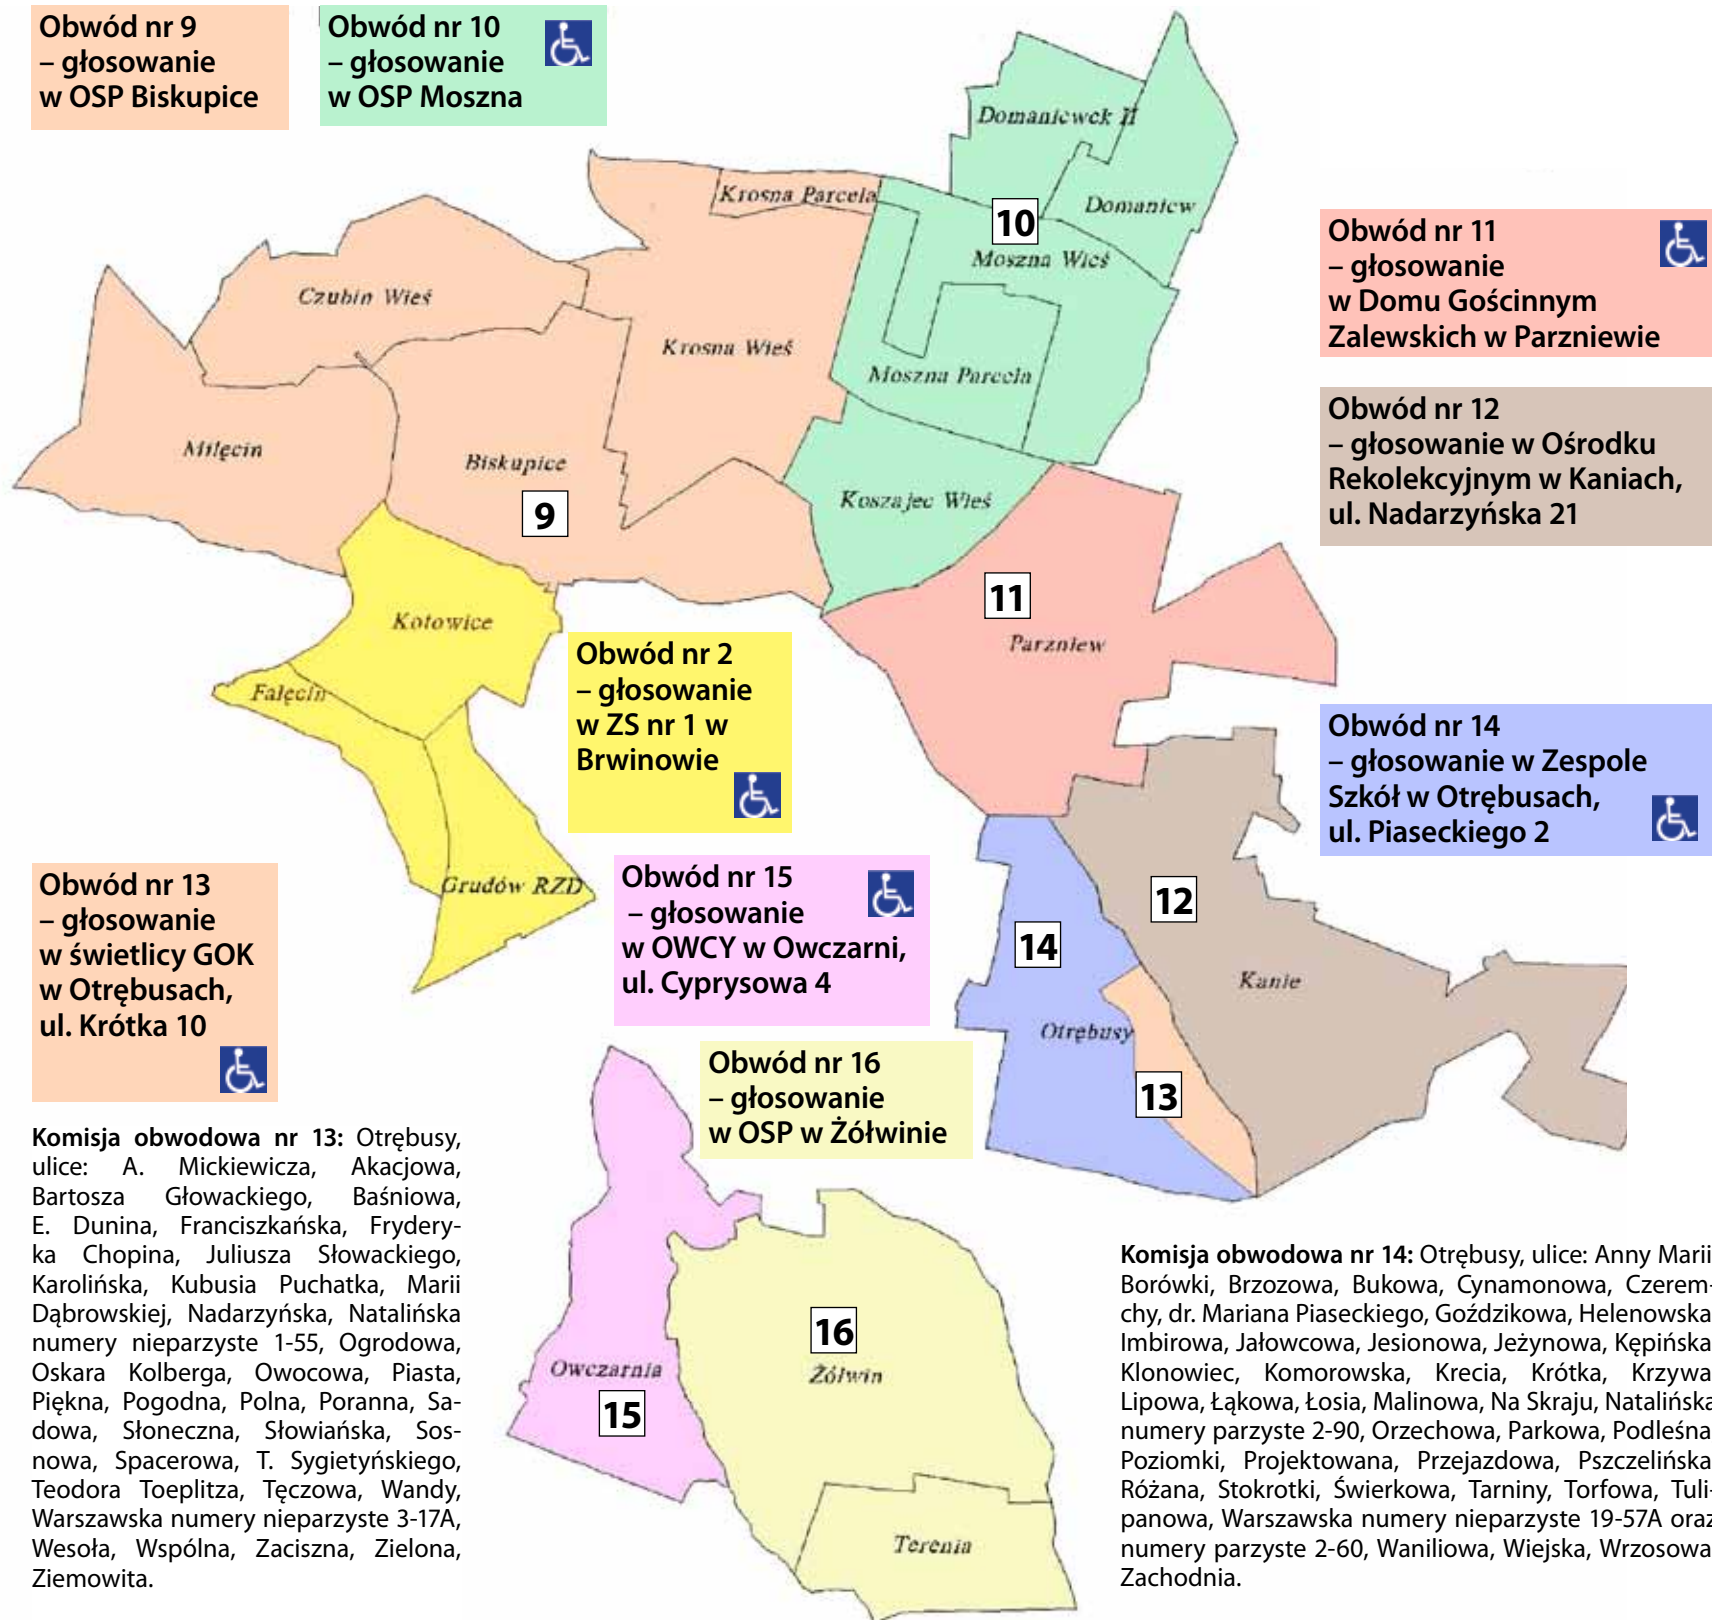 Obwód nr 9
– głosowanie
w OSP Biskupice
Obwód nr 10
– głosowanie
w OSP Moszna
Domaniewek II
Domaniew
Krosna Parcela
10
Moszna Wieś
Czubin Wieś
Krosna Wieś
Moszna Parcela
Milęcin
Biskupice
9
Koszajec Wieś
Obwód nr 11
– głosowanie
w Domu Gościnnym
Zalewskich w Parzniewie
Obwód nr 12
– głosowanie w Ośrodku
Rekolekcyjnym w Kaniach,
ul. Nadarzyńska 21
11
Parzniew
Kotowice
Falęcin
Grudów RZD
Obwód nr 2
– głosowanie
w ZS nr 1 w
Brwinowie
Obwód nr 14
– głosowanie w Zespole
Szkół w Otrębusach,
ul. Piaseckiego 2
Obwód nr 13
– głosowanie
w świetlicy GOK
w Otrębusach,
ul. Krótka 10
Obwód nr 15
– głosowanie
w OWCY w Owczarni,
ul. Cyprysowa 4
12
14
Kanie
Otrębusy
13
Obwód nr 16
– głosowanie
w OSP w Żółwinie
16
Żółwin
Owczarnia
15
Terenia
Komisja obwodowa nr 13: Otrębusy,
ulice: A. Mickiewicza, Akacjowa,
Bartosza Głowackiego, Baśniowa,
E. Dunina, Franciszkańska, Frydery-
ka Chopina, Juliusza Słowackiego,
Karolińska, Kubusia Puchatka, Marii
Dąbrowskiej, Nadarzyńska, Natalińska
numery nieparzyste 1-55, Ogrodowa,
Oskara Kolberga, Owocowa, Piasta,
Piękna, Pogodna, Polna, Poranna, Sa-
dowa, Słoneczna, Słowiańska, Sos-
nowa, Spacerowa, T. Sygietyńskiego,
Teodora Toeplitza, Tęczowa, Wandy,
Warszawska numery nieparzyste 3-17A,
Wesoła, Wspólna, Zaciszna, Zielona,
Ziemowita.
Komisja obwodowa nr 14: Otrębusy, ulice: Anny Marii
Borówki, Brzozowa, Bukowa, Cynamonowa, Czerem-
chy, dr. Mariana Piaseckiego, Goździkowa, Helenowska
Imbirowa, Jałowcowa, Jesionowa, Jeżynowa, Kępińska
Klonowiec, Komorowska, Krecia, Krótka, Krzywa
Lipowa, Łąkowa, Łosia, Malinowa, Na Skraju, Natalińska
numery parzyste 2-90, Orzechowa, Parkowa, Podleśna
Poziomki, Projektowana, Przejazdowa, Pszczelińska
Różana, Stokrotki, Świerkowa, Tarniny, Torfowa, Tuli-
panowa, Warszawska numery nieparzyste 19-57A oraz
numery parzyste 2-60, Waniliowa, Wiejska, Wrzosowa
Zachodnia.